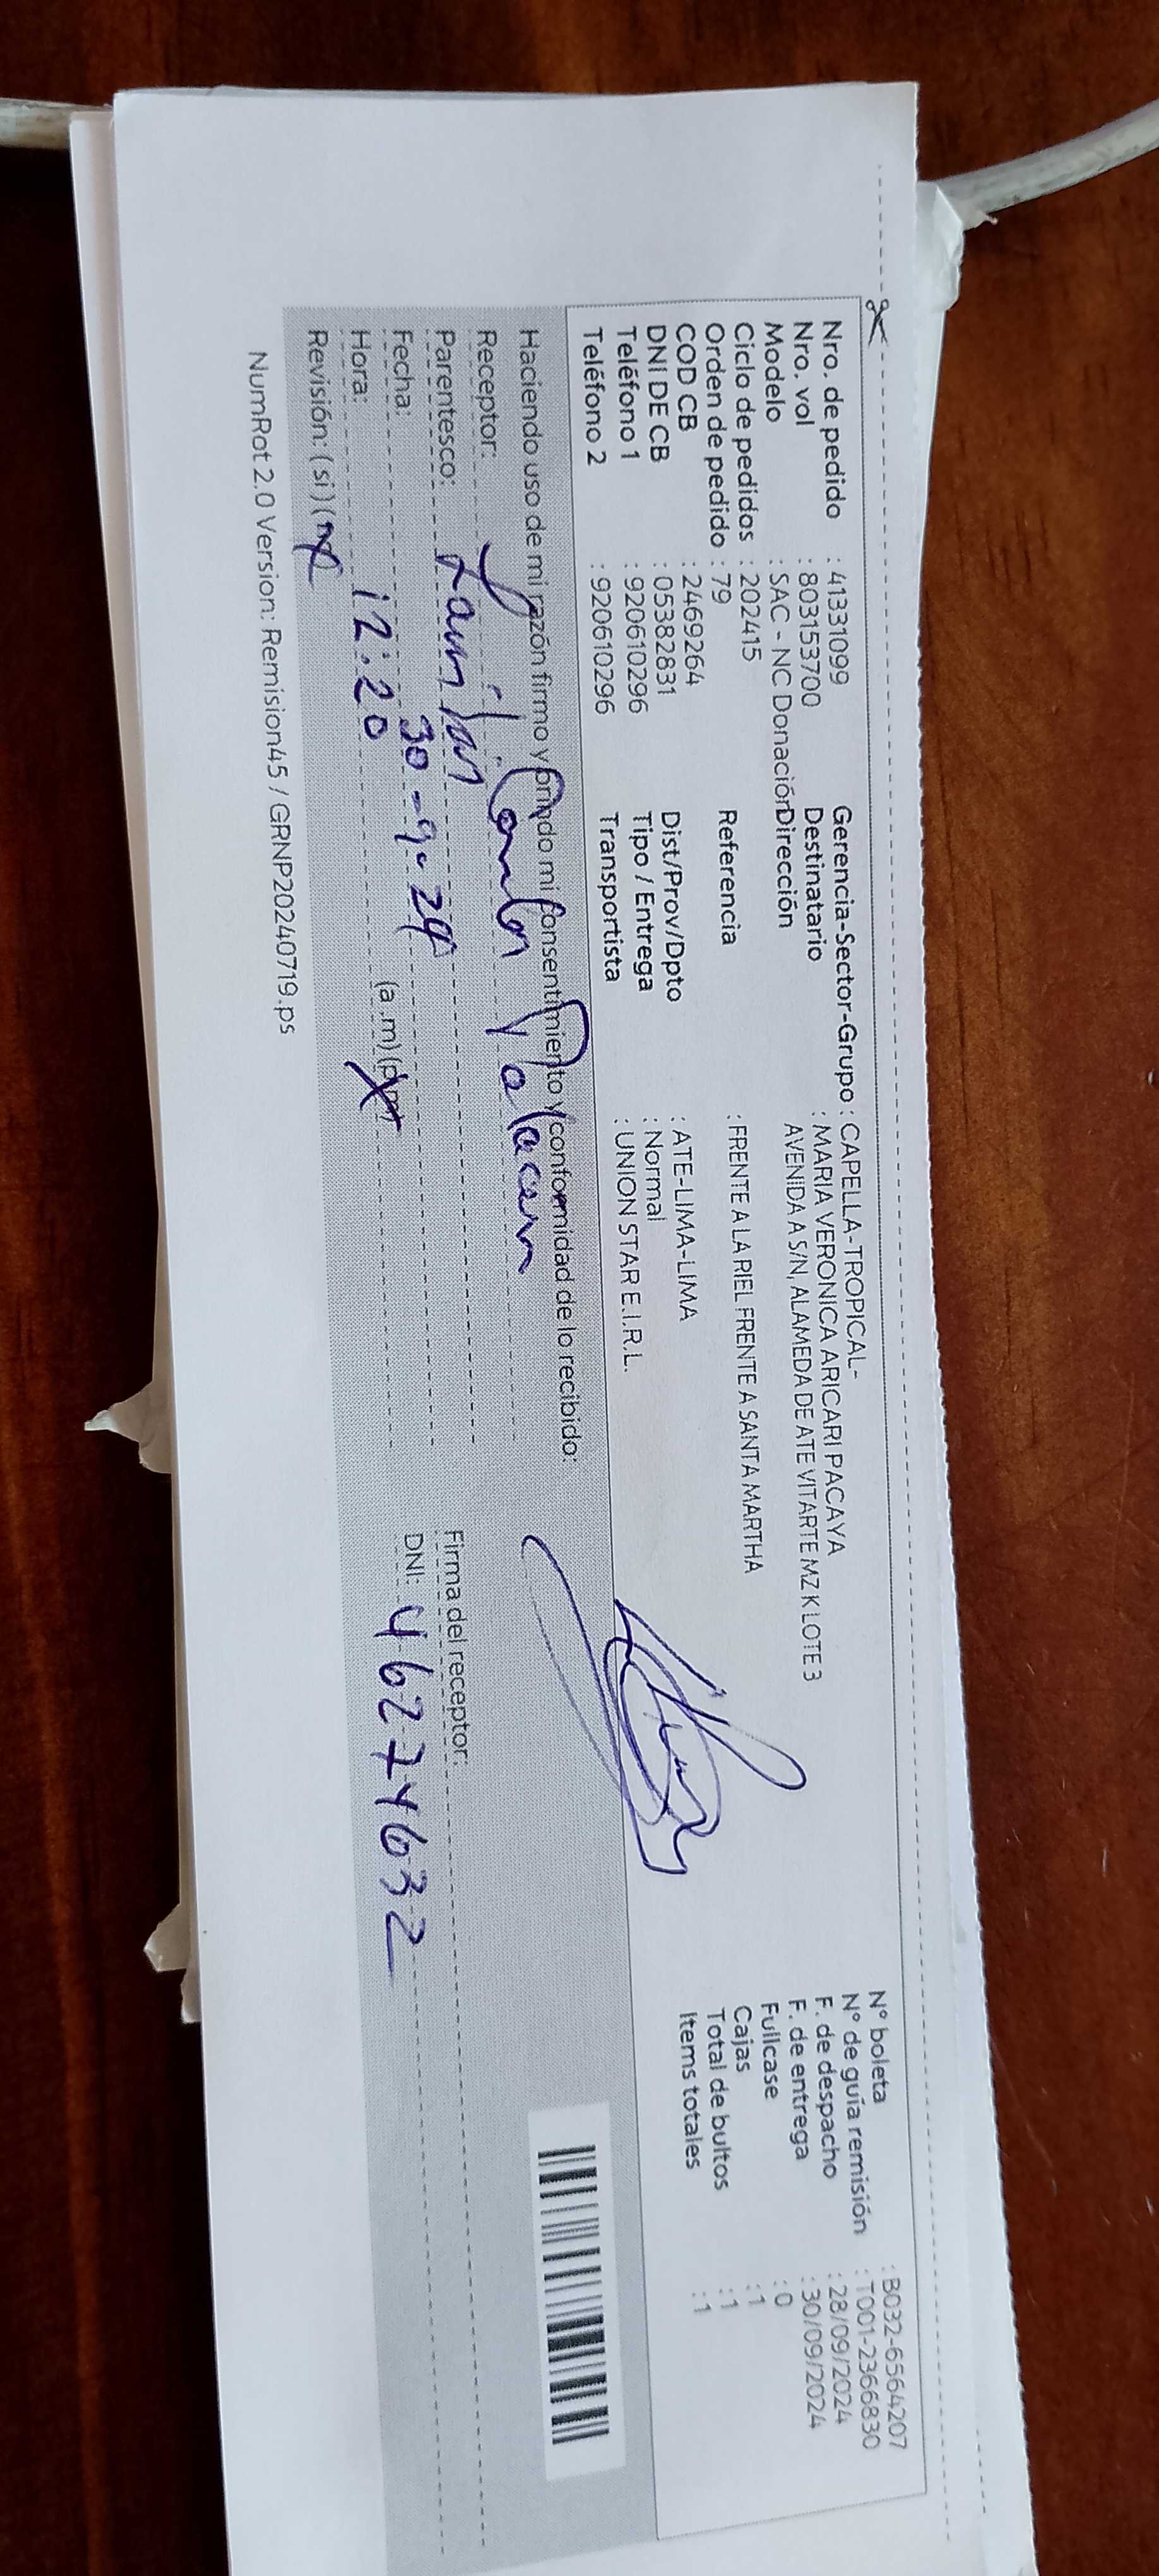 Nro. de pedido : 41331099
Nro. vol : 803153700
Modelo : SAC - NC Donación
Ciclo de pedidos : 202415
Orden de pedido : 79
COD CB : 2469264
DNI DE CB : 05382831
Teléfono 1 : 920610296
Teléfono 2 : 920610296
Gerencia-Sector-Grupo : CAPELLA-TROPICAL-
Destinatario : MARIA VERONICA ARICARI PACAYA
Dirección AVENIDA A S/N, ALAMEDA DE ATE VITARTE MZ K LOTE 3
Referencia : FRENTE A LA RIEL FRENTE A SANTA MARTHA
Dist/Prov/Dpto : ATE-LIMA-LIMA
Tipo / Entrega : Normal
Transportista : UNION STAR E.I.R.L.
N° boleta : B032-6564207
N° de guía remisión : T001-2366830
F. de despacho : 28/09/2024
F. de entrega : 30/09/2024
Fullcase : 0
Cajas : 1
Total de bultos : 1
Items totales : 1
Haciendo uso de mi razón firmo y brindo mi consentimiento y conformidad de lo recibido:
Receptor:
Parentesco:
Fecha: 30-9-24
Hora: 12:20 (a.m) (p.m)
Revisión: (si) (no)
Firma del receptor:
DNI: 46274632
NumRot 2.0 Version: Remision45 / GRNP20240719.ps